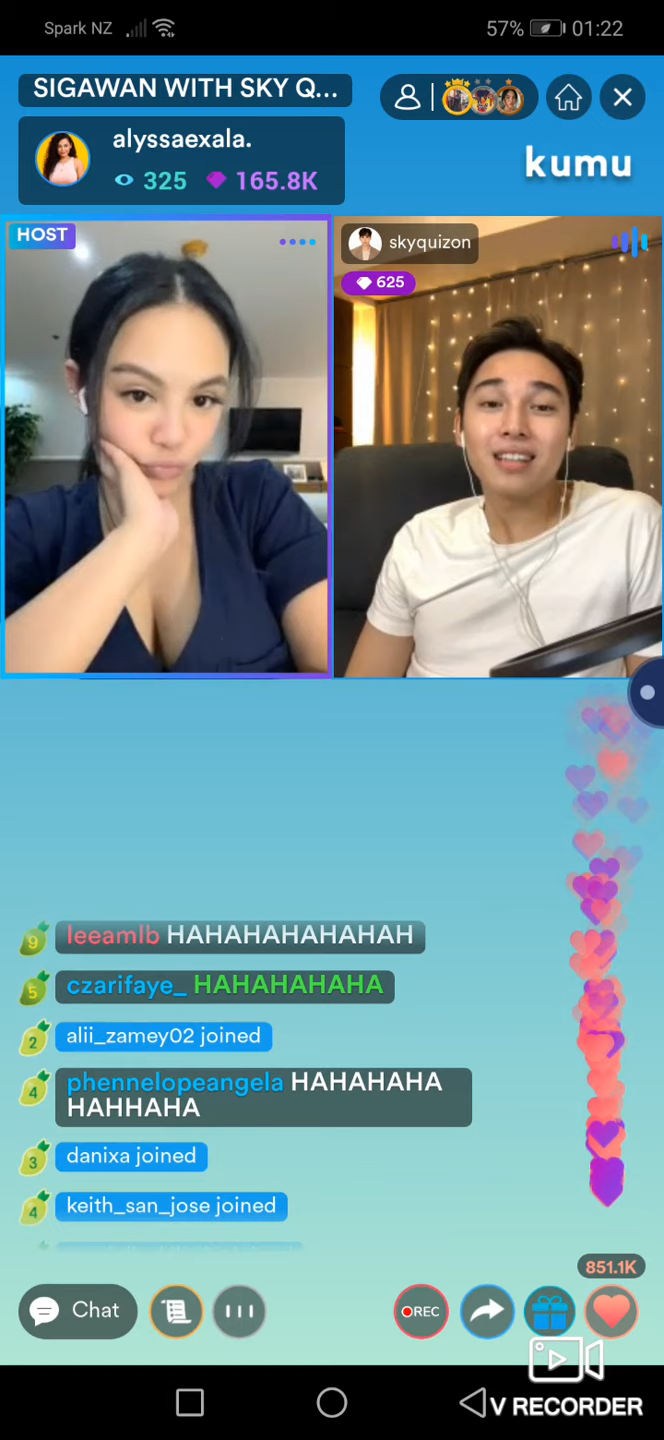 Spark NZ
57%
01:22
SIGAWAN WITH SKY Q...
alyssaexala.
325
165.8K
kumu
HOST
skyquizon
625
9 leeamlb HAHAHAHAHAHAH
5 czarifaye_ HAHAHAHAHA
2 alii_zamey02 joined
4 phennelopeangela HAHAHAHA
HAHHAHA
3 danixa joined
4 keith_san_jose joined
851.1K
Chat
REC
V RECORDER